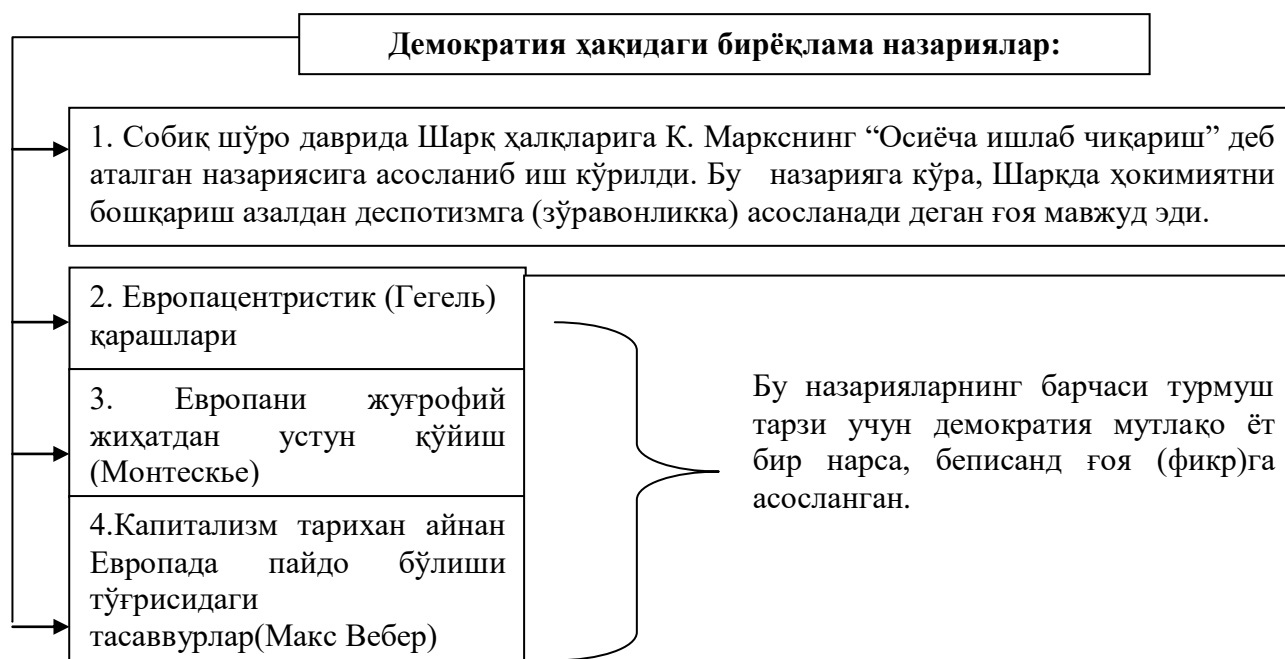 Демократия ҳақидаги бирёқлама назариялар:
1. Собиқ шўро даврида Шарқ ҳалқларига К. Маркснинг “Осиёча ишлаб чиқариш” деб
аталган назариясига асосланиб иш кўрилди. Бу назарияга кўра, Шарқда ҳокимиятни
бошқариш азалдан деспотизмга (зўравонликка) асосланади деган ғоя мавжуд эди.
2. Европацентристик (Гегель)
қарашлари
3. Европани жуғрофий
жиҳатдан устун қўйиш
(Монтескье)
4.Капитализм тарихан айнан
Европада пайдо бўлиши
тўғрисидаги
тасаввурлар(Макс Вебер)
Бу назарияларнинг барчаси турмуш
тарзи учун демократия мутлақо ёт
бир нарса, беписанд ғоя (фикр)га
асосланган.